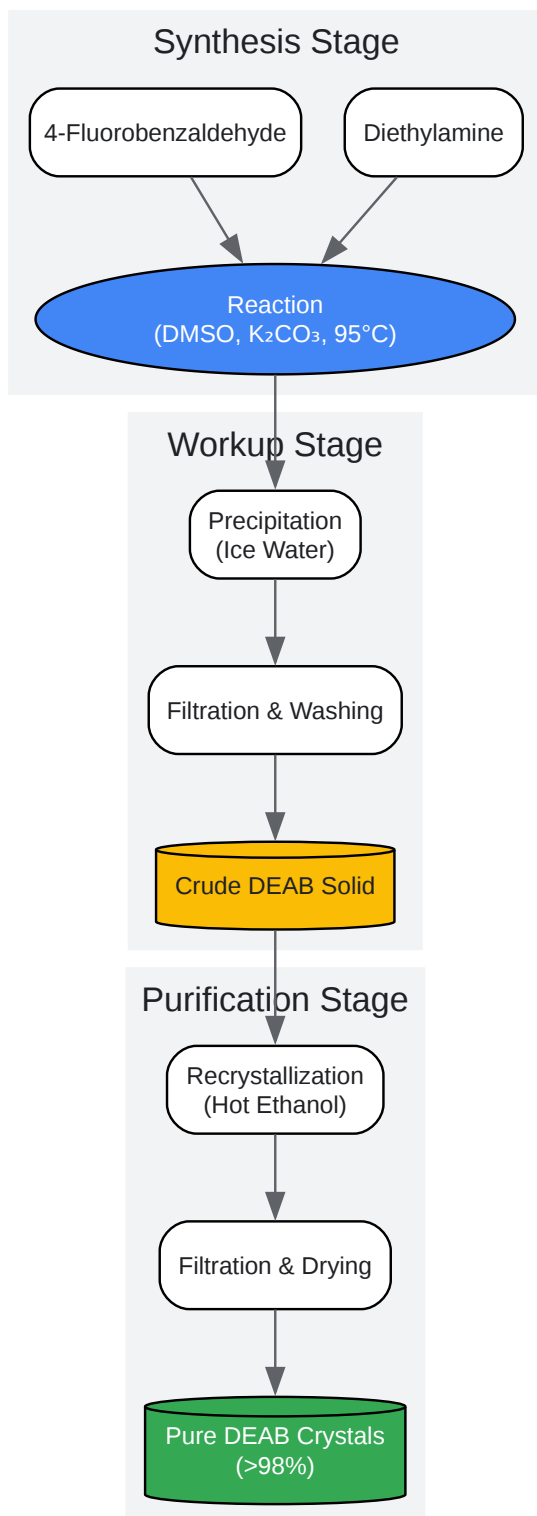 Synthesis Stage
4-Fluorobenzaldehyde
Diethylamine
Reaction
(DMSO, K₂CO₃, 95°C)
Workup Stage
Precipitation
(Ice Water)
Filtration & Washing
Crude DEAB Solid
Purification Stage
Recrystallization
(Hot Ethanol)
Filtration & Drying
Pure DEAB Crystals
(>98%)